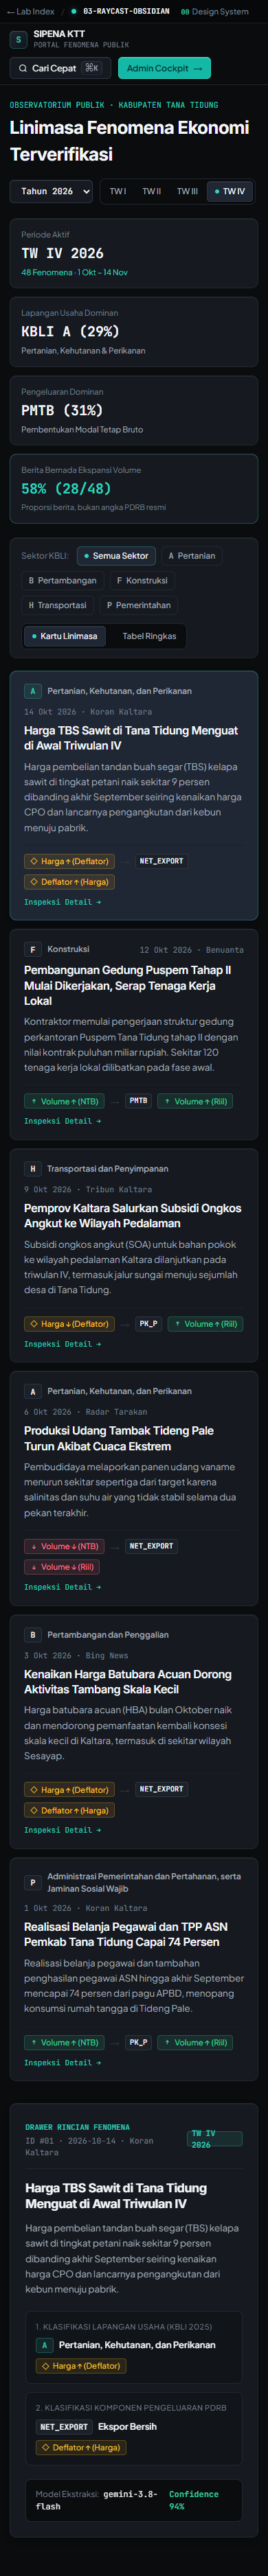 ← Lab Index / 03-RAYCAST-OBSIDIAN 00 Design System
S SIPENA KTT
PORTAL FENOMENA PUBLIK
Cari Cepat ⌘K Admin Cockpit →
OBSERVATORIUM PUBLIK · KABUPATEN TANA TIDUNG
Linimasa Fenomena Ekonomi
Terverifikasi
Tahun 2026 TW I TW II TW III TW IV
Periode Aktif
TW IV 2026
48 Fenomena · 1 Okt – 14 Nov
Lapangan Usaha Dominan
KBLI A (29%)
Pertanian, Kehutanan & Perikanan
Pengeluaran Dominan
PMTB (31%)
Pembentukan Modal Tetap Bruto
Berita Bernada Ekspansi Volume
58% (28/48)
Proporsi berita, bukan angka PDRB resmi
Sektor KBLI: Semua Sektor A Pertanian
B Pertambangan F Konstruksi
H Transportasi P Pemerintahan
Kartu Linimasa Tabel Ringkas
A Pertanian, Kehutanan, dan Perikanan
14 Okt 2026 · Koran Kaltara
Harga TBS Sawit di Tana Tidung Menguat
di Awal Triwulan IV
Harga pembelian tandan buah segar (TBS) kelapa
sawit di tingkat petani naik sekitar 9 persen
dibanding akhir September seiring kenaikan harga
CPO dan lancarnya pengangkutan dari
kebun menuju pabrik.
◇ Harga ↑ (Deflator) → NET_EXPORT
◇ Deflator ↑ (Harga)
Inspeksi Detail →
F Konstruksi 12 Okt 2026 · Benuanta
Pembangunan Gedung Puspem Tahap II
Mulai Dikerjakan, Serap Tenaga Kerja
Lokal
Kontraktor memulai pengerjaan struktur gedung
perkantoran Puspem Tana Tidung tahap II dengan
nilai kontrak puluhan miliar rupiah. Sekitar 120
tenaga kerja lokal dilibatkan pada fase awal.
↑ Volume ↑ (NTB) → PMTB ↑ Volume ↑ (Riil)
Inspeksi Detail →
H Transportasi dan Penyimpanan
9 Okt 2026 · Tribun Kaltara
Pemprov Kaltara Salurkan Subsidi Ongkos
Angkut ke Wilayah Pedalaman
Subsidi ongkos angkut (SOA) untuk bahan pokok
ke wilayah pedalaman Kaltara dilanjutkan pada
triwulan IV, termasuk jalur sungai menuju sejumlah
desa di Tana Tidung.
◇ Harga ↓ (Deflator) → PK_P ↑ Volume ↑ (Riil)
Inspeksi Detail →
A Pertanian, Kehutanan, dan Perikanan
6 Okt 2026 · Radar Tarakan
Produksi Udang Tambak Tideng Pale
Turun Akibat Cuaca Ekstrem
Pembudidaya melaporkan panen udang vaname
menurun sekitar sepertiga dari target karena
salinitas dan suhu air yang tidak stabil selama dua
pekan terakhir.
↓ Volume ↓ (NTB) → NET_EXPORT
↓ Volume ↓ (Riil)
Inspeksi Detail →
B Pertambangan dan Penggalian
3 Okt 2026 · Bing News
Kenaikan Harga Batubara Acuan Dorong
Aktivitas Tambang Skala Kecil
Harga batubara acuan (HBA) bulan Oktober naik
dan mendorong pemanfaatan kembali konsesi
skala kecil di Kaltara, termasuk di sekitar wilayah
Sesayap.
◇ Harga ↑ (Deflator) → NET_EXPORT
◇ Deflator ↑ (Harga)
Inspeksi Detail →
P Administrasi Pemerintahan dan Pertahanan, serta
Jaminan Sosial Wajib
1 Okt 2026 · Koran Kaltara
Realisasi Belanja Pegawai dan TPP ASN
Pemkab Tana Tidung Capai 74 Persen
Realisasi belanja pegawai dan tambahan
penghasilan pegawai ASN hingga akhir September
mencapai 74 persen dari pagu APBD, menopang
konsumsi rumah tangga di Tideng Pale.
↑ Volume ↑ (NTB) → PK_P ↑ Volume ↑ (Riil)
Inspeksi Detail →
DRAWER RINCIAN FENOMENA
ID #01 · 2026-10-14 · Koran
Kaltara
TW IV
2026
Harga TBS Sawit di Tana Tidung
Menguat di Awal Triwulan IV
Harga pembelian tandan buah segar (TBS) kelapa
sawit di tingkat petani naik sekitar 9 persen
dibanding akhir September seiring kenaikan
harga CPO dan lancarnya pengangkutan dari
kebun menuju pabrik.
1. KLASIFIKASI LAPANGAN USAHA (KBLI 2025)
A Pertanian, Kehutanan, dan Perikanan
◇ Harga ↑ (Deflator)
2. KLASIFIKASI KOMPONEN PENGELUARAN PDRB
NET_EXPORT Ekspor Bersih
◇ Deflator ↑ (Harga)
Model Ekstraksi: gemini-3.8-
flash
Confidence
94%